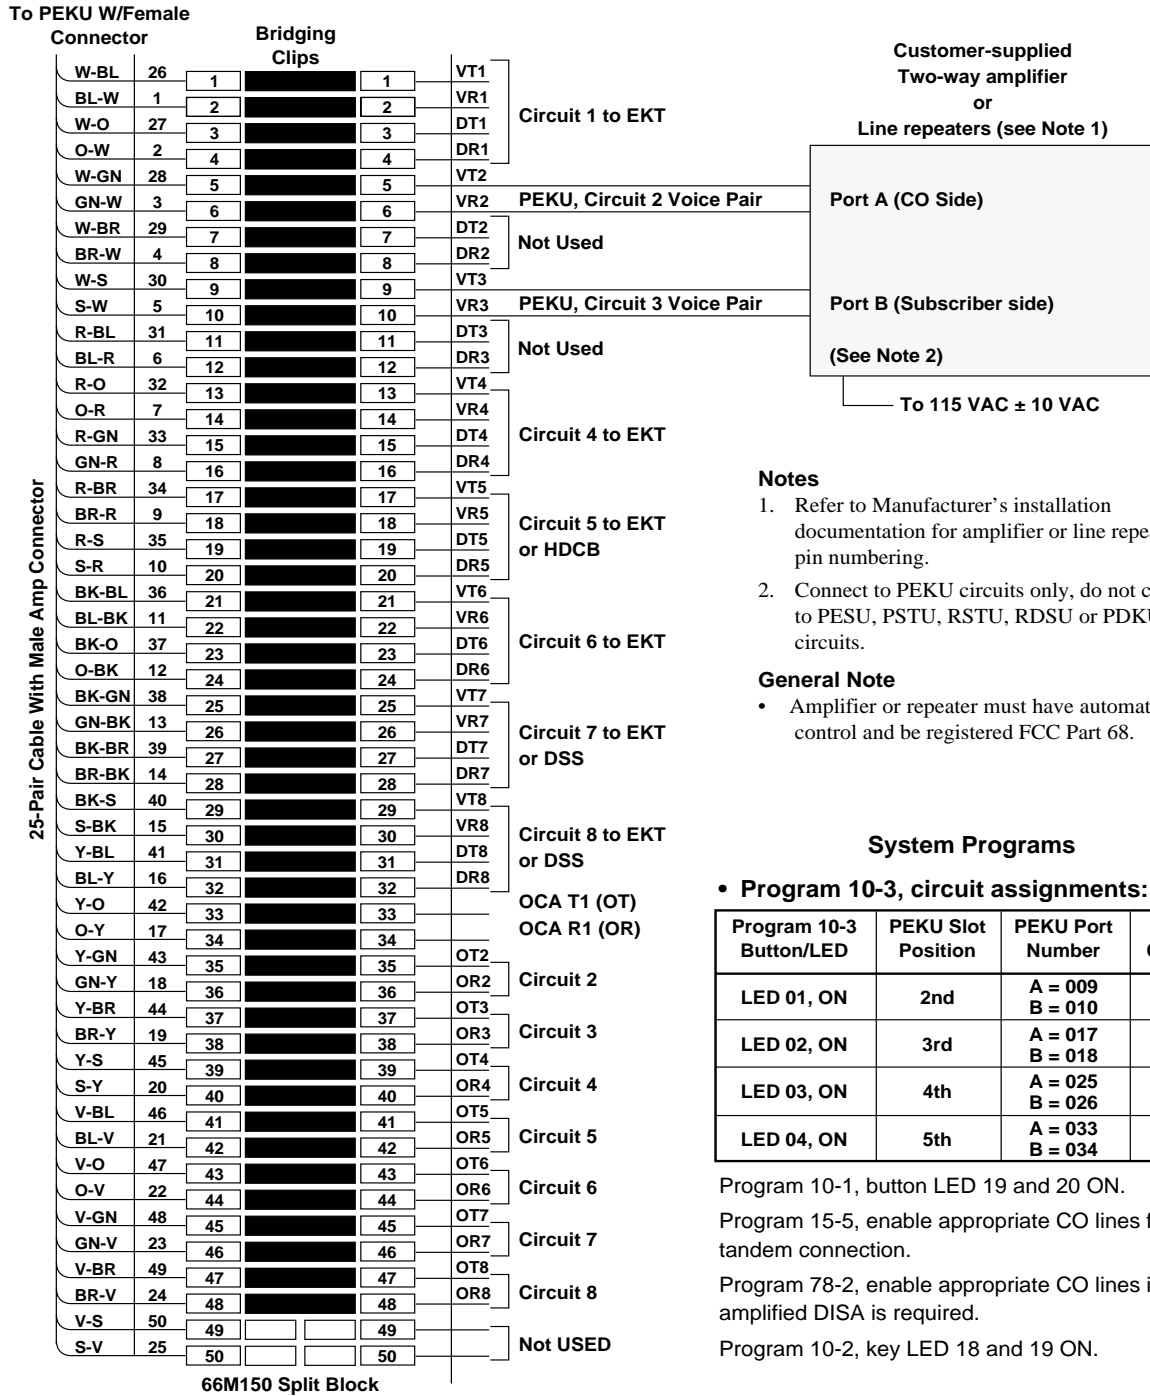 To PEKU W/Female
Connector
Bridging
Clips
W-BL 26 1 1 VT1
BL-W 1 2 2 VR1
W-O 27 3 3 DT1
O-W 2 4 4 DR1
Circuit 1 to EKT
W-GN 28 5 5 VT2
GN-W 3 6 6 VR2
PEKU, Circuit 2 Voice Pair
W-BR 29 7 7 DT2
BR-W 4 8 8 DR2
Not Used
W-S 30 9 9 VT3
S-W 5 10 10 VR3
PEKU, Circuit 3 Voice Pair
R-BL 31 11 11 DT3
BL-R 6 12 12 DR3
Not Used
R-O 32 13 13 VT4
O-R 7 14 14 VR4
R-GN 33 15 15 DT4
GN-R 8 16 16 DR4
Circuit 4 to EKT
R-BR 34 17 17 VT5
BR-R 9 18 18 VR5
R-S 35 19 19 DT5
S-R 10 20 20 DR5
Circuit 5 to EKT
or HDCB
BK-BL 36 21 21 VT6
BL-BK 11 22 22 VR6
BK-O 37 23 23 DT6
O-BK 12 24 24 DR6
Circuit 6 to EKT
BK-GN 38 25 25 VT7
GN-BK 13 26 26 VR7
BK-BR 39 27 27 DT7
BR-BK 14 28 28 DR7
Circuit 7 to EKT
or DSS
BK-S 40 29 29 VT8
S-BK 15 30 30 VR8
Y-BL 41 31 31 DT8
BL-Y 16 32 32 DR8
Circuit 8 to EKT
or DSS
Y-O 42 33 33 OCA T1 (OT)
O-Y 17 34 34 OCA R1 (OR)
Y-GN 43 35 35 OT2
GN-Y 18 36 36 OR2
Circuit 2
Y-BR 44 37 37 OT3
BR-Y 19 38 38 OR3
Circuit 3
Y-S 45 39 39 OT4
S-Y 20 40 40 OR4
Circuit 4
V-BL 46 41 41 OT5
BL-V 21 42 42 OR5
Circuit 5
V-O 47 43 43 OT6
O-V 22 44 44 OR6
Circuit 6
V-GN 48 45 45 OT7
GN-V 23 46 46 OR7
Circuit 7
V-BR 49 47 47 OT8
BR-V 24 48 48 OR8
Circuit 8
V-S 50 49 49
S-V 25 50 50
Not USED
66M150 Split Block
25-Pair Cable With Male Amp Connector
Customer-supplied
Two-way amplifier
or
Line repeaters (see Note 1)
Port A (CO Side)
Port B (Subscriber side)
(See Note 2)
To 115 VAC ± 10 VAC
Notes
1. Refer to Manufacturer's installation
documentation for amplifier or line repe
pin numbering.
2. Connect to PEKU circuits only, do not c
to PESU, PSTU, RSTU, RDSU or PDKU
circuits.
General Note
• Amplifier or repeater must have automat
control and be registered FCC Part 68.
System Programs
• Program 10-3, circuit assignments:
Program 10-3 PEKU Slot PEKU Port
Button/LED Position Number
LED 01, ON 2nd A = 009
B = 010
LED 02, ON 3rd A = 017
B = 018
LED 03, ON 4th A = 025
B = 026
LED 04, ON 5th A = 033
B = 034
Program 10-1, button LED 19 and 20 ON.
Program 15-5, enable appropriate CO lines f
tandem connection.
Program 78-2, enable appropriate CO lines i
amplified DISA is required.
Program 10-2, key LED 18 and 19 ON.